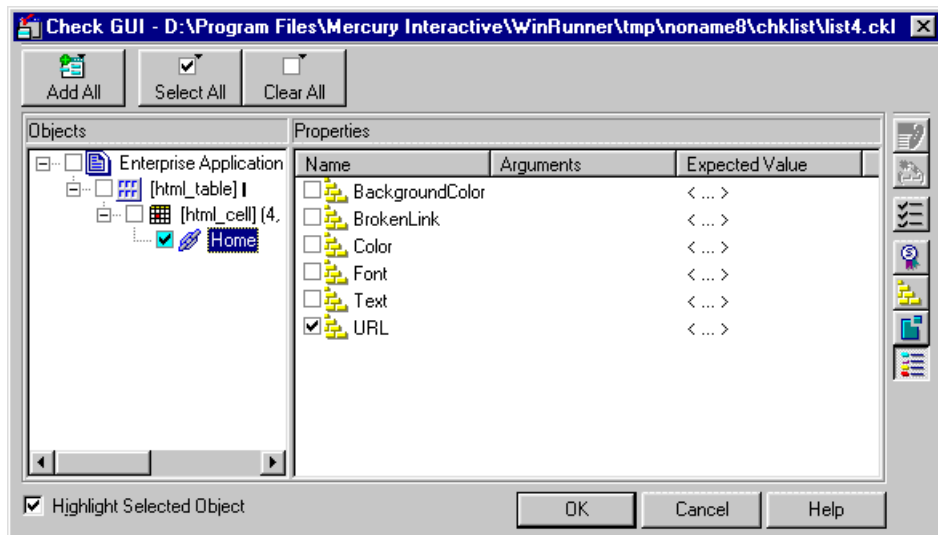 Check GUI - D:\Program Files\Mercury Interactive\WinRunner\tmp\noname8\chklist\list4.ckl
Add All Select All Clear All
Objects Properties
Enterprise Application
[html_table]
[html_cell] (4,
Home
Name Arguments Expected Value
BackgroundColor < ... >
BrokenLink < ... >
Color < ... >
Font < ... >
Text < ... >
URL < ... >
Highlight Selected Object
OK Cancel Help